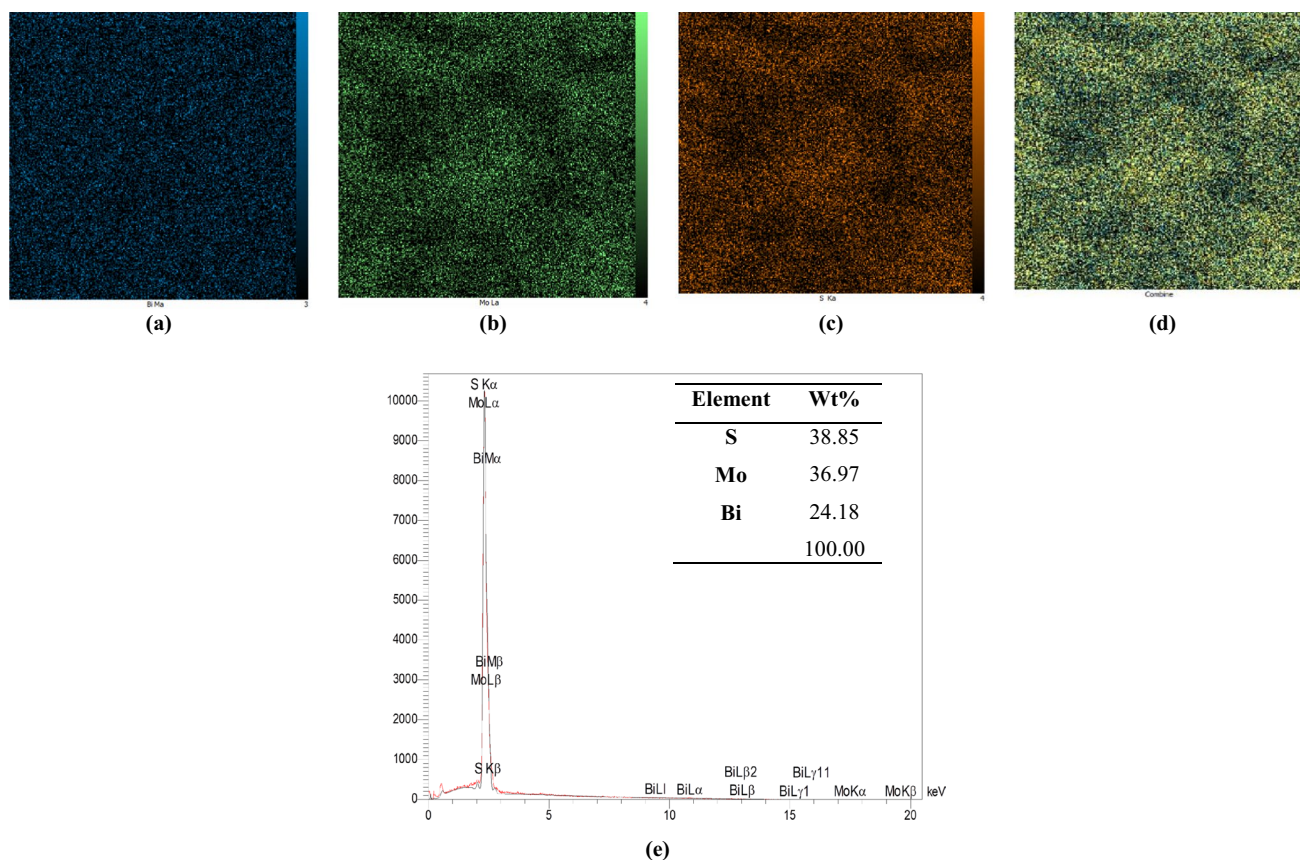 Bi Ma 3
Mo La 4
S Ka 4
Combine
(a)
(b)
(c)
(d)
S Kα
MoLα
BiMα
BiMβ
MoLβ
S Kβ
10000
9000
8000
7000
6000
5000
4000
3000
2000
1000
0
Element Wt%
S 38.85
Mo 36.97
Bi 24.18
100.00
BiLβ2 BiLγ11
BiLl BiLα BiLβ BiLγ1 MoKα MoKβ keV
0 5 10 15 20
(e)